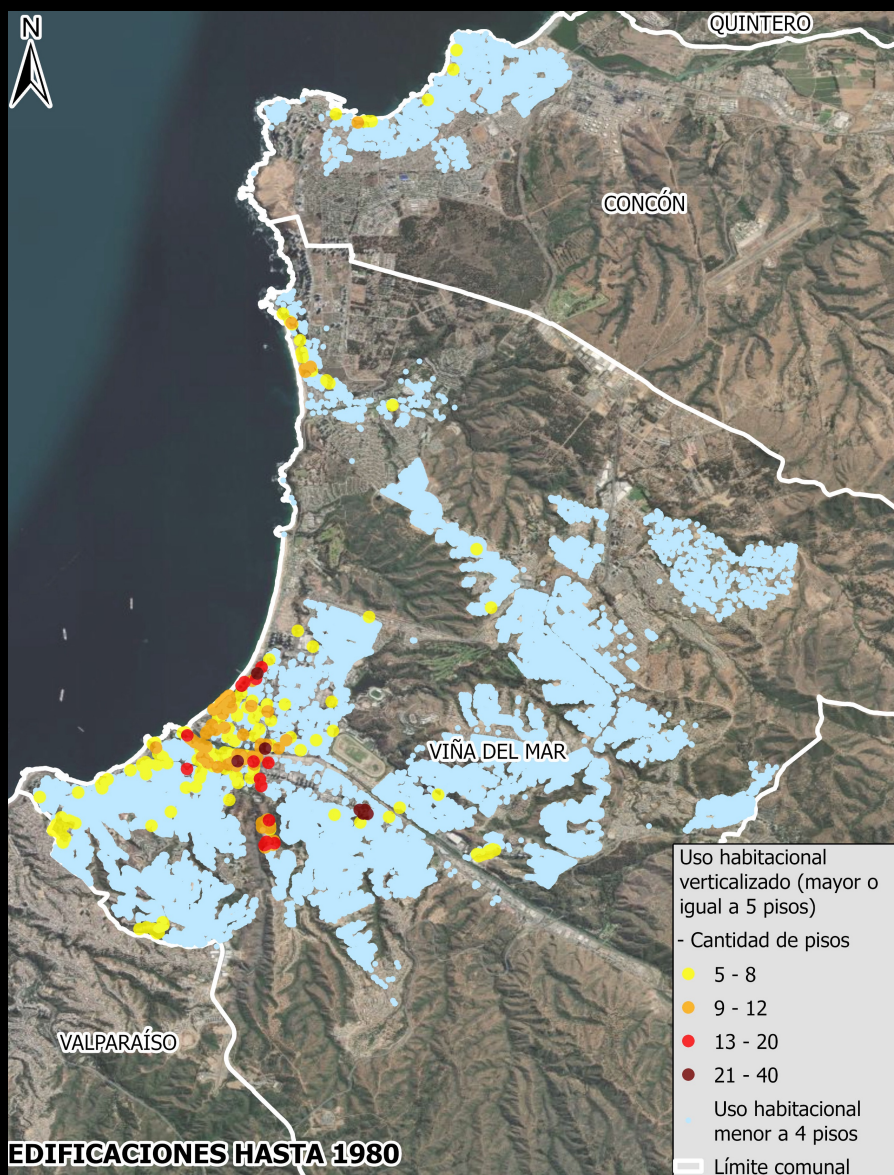 QUINTERO
N
CONCÓN
VIÑA DEL MAR
VALPARAÍSO
EDIFICACIONES HASTA 1980
Uso habitacional
verticalizado (mayor o
igual a 5 pisos)
- Cantidad de pisos
5 - 8
9 - 12
13 - 20
21 - 40
Uso habitacional
menor a 4 pisos
Límite comunal